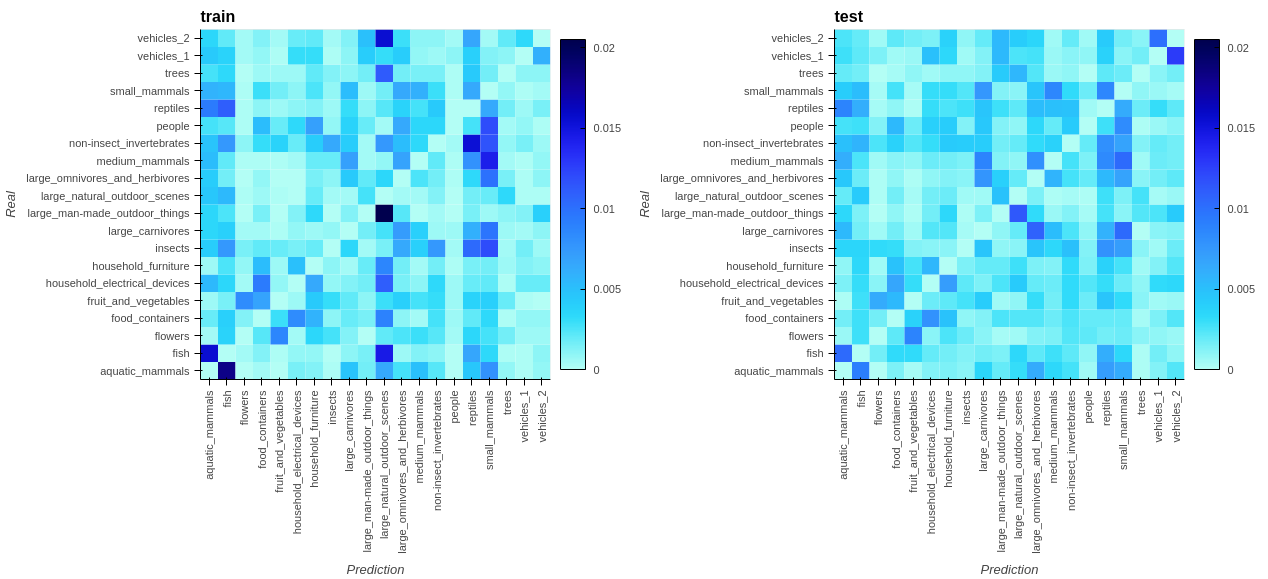 train
vehicles_2
vehicles_1
trees
small_mammals
reptiles
people
non-insect_invertebrates
medium_mammals
large_omnivores_and_herbivores
large_natural_outdoor_scenes
large_man-made_outdoor_things
large_carnivores
insects
household_furniture
household_electrical_devices
fruit_and_vegetables
food_containers
flowers
fish
aquatic_mammals
Real
aquatic_mammals
fish
flowers
food_containers
fruit_and_vegetables
household_electrical_devices
household_furniture
insects
large_carnivores
large_man-made_outdoor_things
large_natural_outdoor_scenes
large_omnivores_and_herbivores
medium_mammals
non-insect_invertebrates
people
reptiles
small_mammals
trees
vehicles_1
vehicles_2
Prediction
0.02
0.015
0.01
0.005
0
test
vehicles_2
vehicles_1
trees
small_mammals
reptiles
people
non-insect_invertebrates
medium_mammals
large_omnivores_and_herbivores
large_natural_outdoor_scenes
large_man-made_outdoor_things
large_carnivores
insects
household_furniture
household_electrical_devices
fruit_and_vegetables
food_containers
flowers
fish
aquatic_mammals
Real
aquatic_mammals
fish
flowers
food_containers
fruit_and_vegetables
household_electrical_devices
household_furniture
insects
large_carnivores
large_man-made_outdoor_things
large_natural_outdoor_scenes
large_omnivores_and_herbivores
medium_mammals
non-insect_invertebrates
people
reptiles
small_mammals
trees
vehicles_1
vehicles_2
Prediction
0.02
0.015
0.01
0.005
0